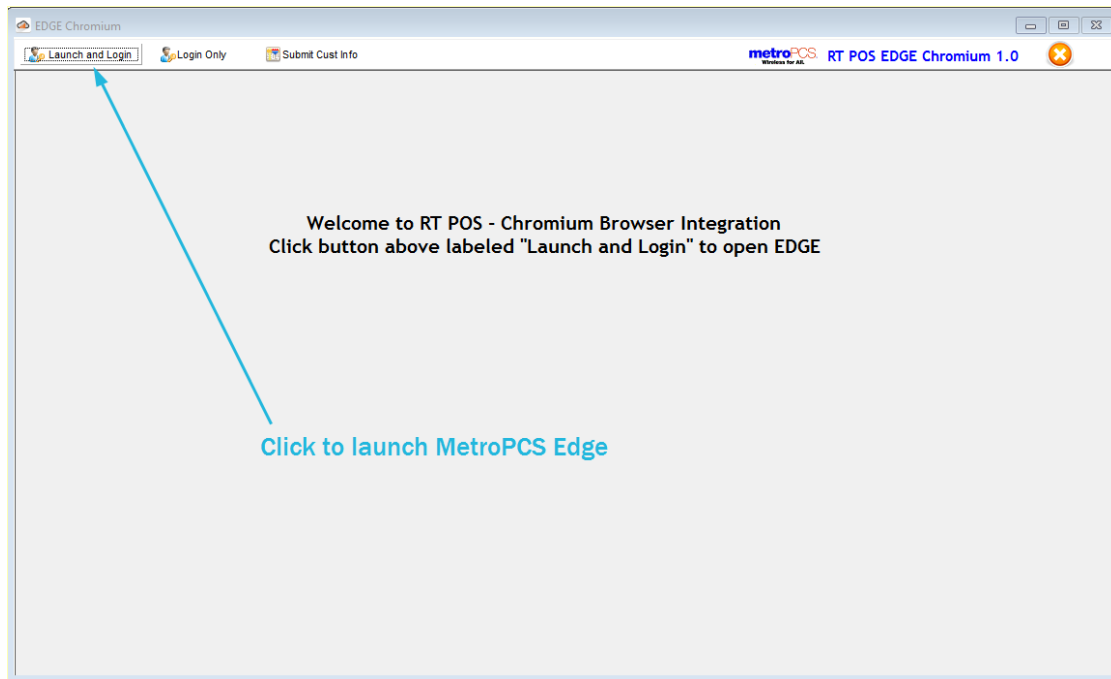 EDGE Chromium
Launch and Login
Login Only
Submit Cust Info
metroPCS.
Wireless for All.
RT POS EDGE Chromium 1.0
Welcome to RT POS - Chromium Browser Integration
Click button above labeled "Launch and Login" to open EDGE
Click to launch MetroPCS Edge